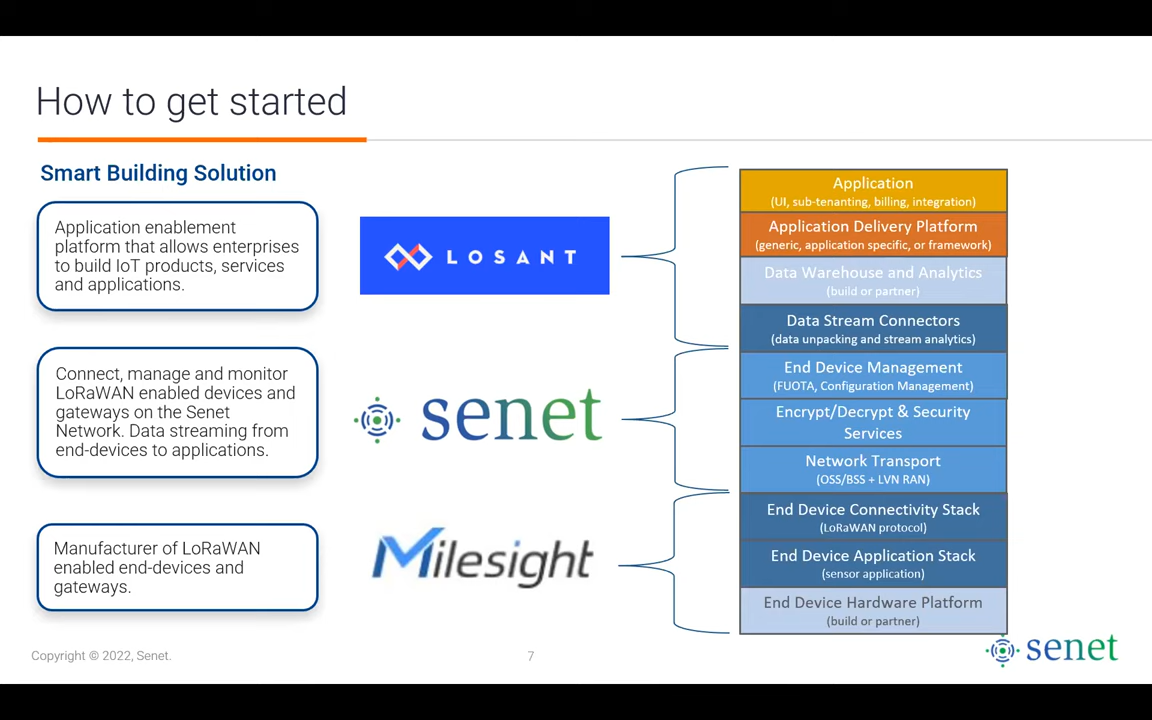 How to get started
Smart Building Solution
Application enablement
platform that allows enterprises
to build IoT products, services
and applications.
LOSANT
Connect, manage and monitor
LoRaWAN enabled devices and
gateways on the Senet
Network. Data streaming from
end-devices to applications.
senet
Manufacturer of LoRaWAN
enabled end-devices and
gateways.
Milesight
Application
(UI, sub-tenanting, billing, integration)
Application Delivery Platform
(generic, application specific, or framework)
Data Warehouse and Analytics
(build or partner)
Data Stream Connectors
(data unpacking and stream analytics)
End Device Management
(FUOTA, Configuration Management)
Encrypt/Decrypt & Security
Services
Network Transport
(OSS/BSS + LVN RAN)
End Device Connectivity Stack
(LoRaWAN protocol)
End Device Application Stack
(sensor application)
End Device Hardware Platform
(build or partner)
Copyright © 2022, Senet.
7
senet